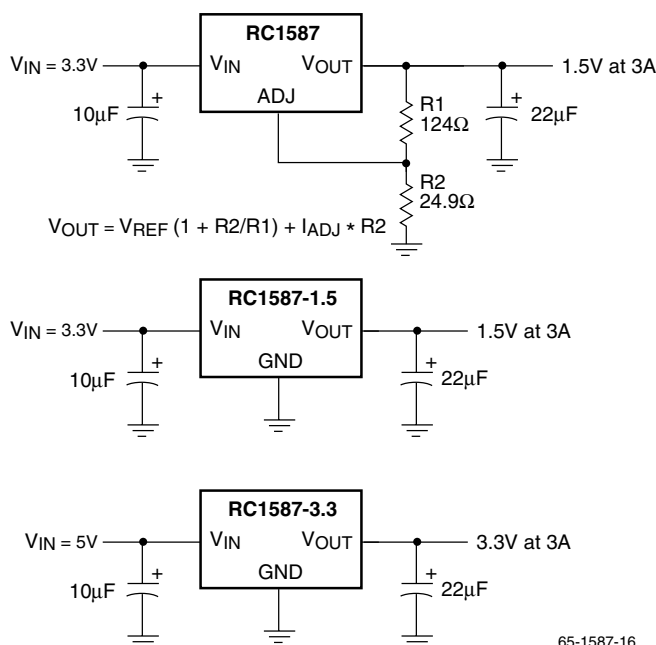 RC1587
VIN = 3.3V
VIN
VOUT
1.5V at 3A
ADJ
10µF
+
R1
124Ω
+
22µF
R2
24.9Ω
VOUT = VREF (1 + R2/R1) + IADJ * R2
RC1587-1.5
VIN = 3.3V
VIN
VOUT
1.5V at 3A
GND
10µF
+
+
22µF
RC1587-3.3
VIN = 5V
VIN
VOUT
3.3V at 3A
GND
10µF
+
+
22µF
65-1587-16